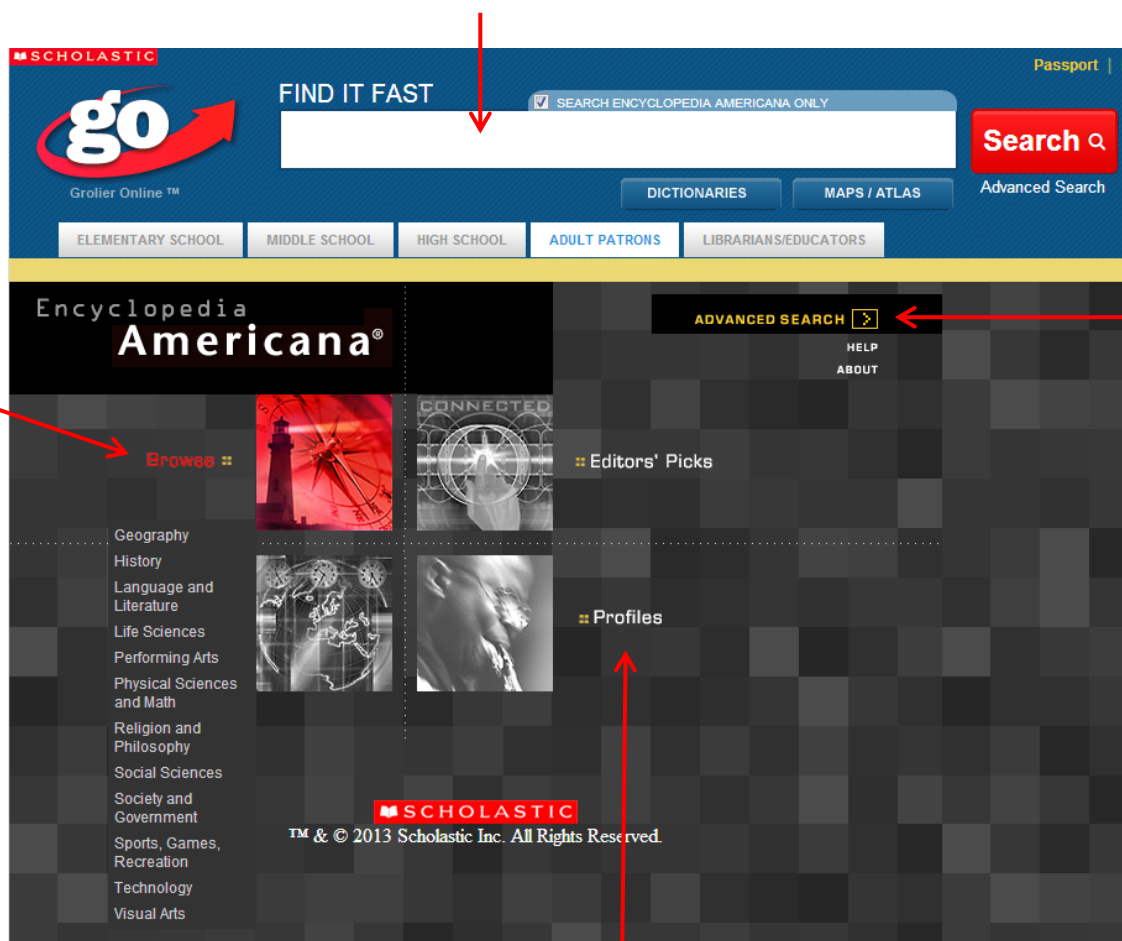 SCHOLASTIC
Passport |
go
FIND IT FAST
SEARCH ENCYCLOPEDIA AMERICANA ONLY
Search
Grolier Online ™
DICTIONARIES
MAPS / ATLAS
Advanced Search
ELEMENTARY SCHOOL
MIDDLE SCHOOL
HIGH SCHOOL
ADULT PATRONS
LIBRARIANS/EDUCATORS
Encyclopedia
Americana®
ADVANCED SEARCH
HELP
ABOUT
CONNECTED
Browse
Editors' Picks
Geography
History
Language and
Literature
Life Sciences
Performing Arts
Physical Sciences
and Math
Religion and
Philosophy
Social Sciences
Society and
Government
Sports, Games,
Recreation
Technology
Visual Arts
Profiles
SCHOLASTIC
™ & © 2013 Scholastic Inc. All Rights Reserved.